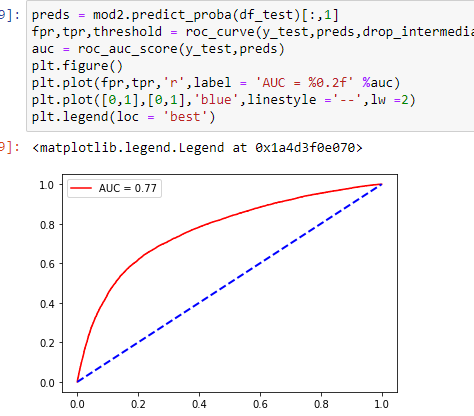 9]: preds = mod2.predict_proba(df_test)[:,1]
fpr,tpr,threshold = roc_curve(y_test,preds,drop_intermedia
auc = roc_auc_score(y_test,preds)
plt.figure()
plt.plot(fpr,tpr,'r',label = 'AUC = %0.2f' %auc)
plt.plot([0,1],[0,1],'blue',linestyle ='--',lw =2)
plt.legend(loc = 'best')
9]: <matplotlib.legend.Legend at 0x1a4d3f0e070>
1.0
AUC = 0.77
0.8
0.6
0.4
0.2
0.0
0.0 0.2 0.4 0.6 0.8 1.0